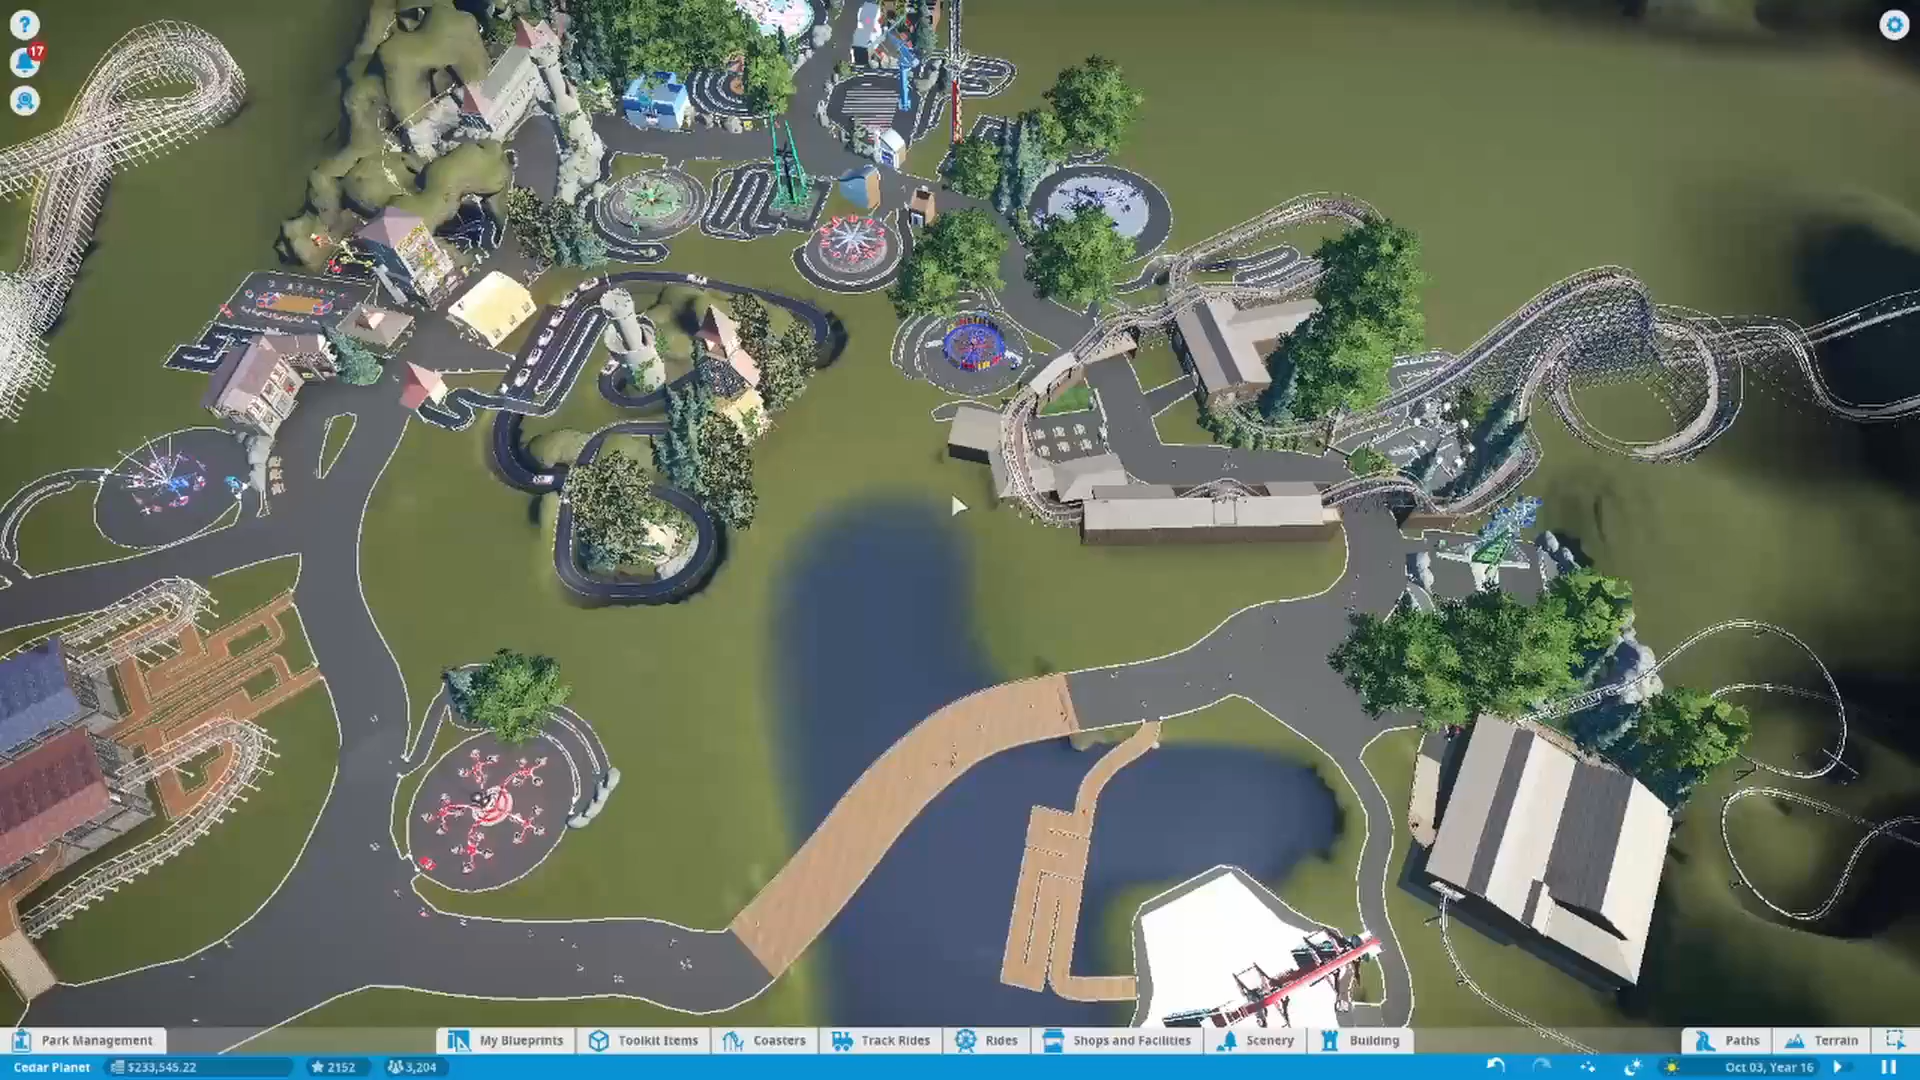 ?
17
Park Management
My Blueprints
Toolkit Items
Coasters
Track Rides
Rides
Shops and Facilities
Scenery
Building
Paths
Terrain
Cedar Planet
$233,545.22
2152
3,204
Oct 03, Year 16